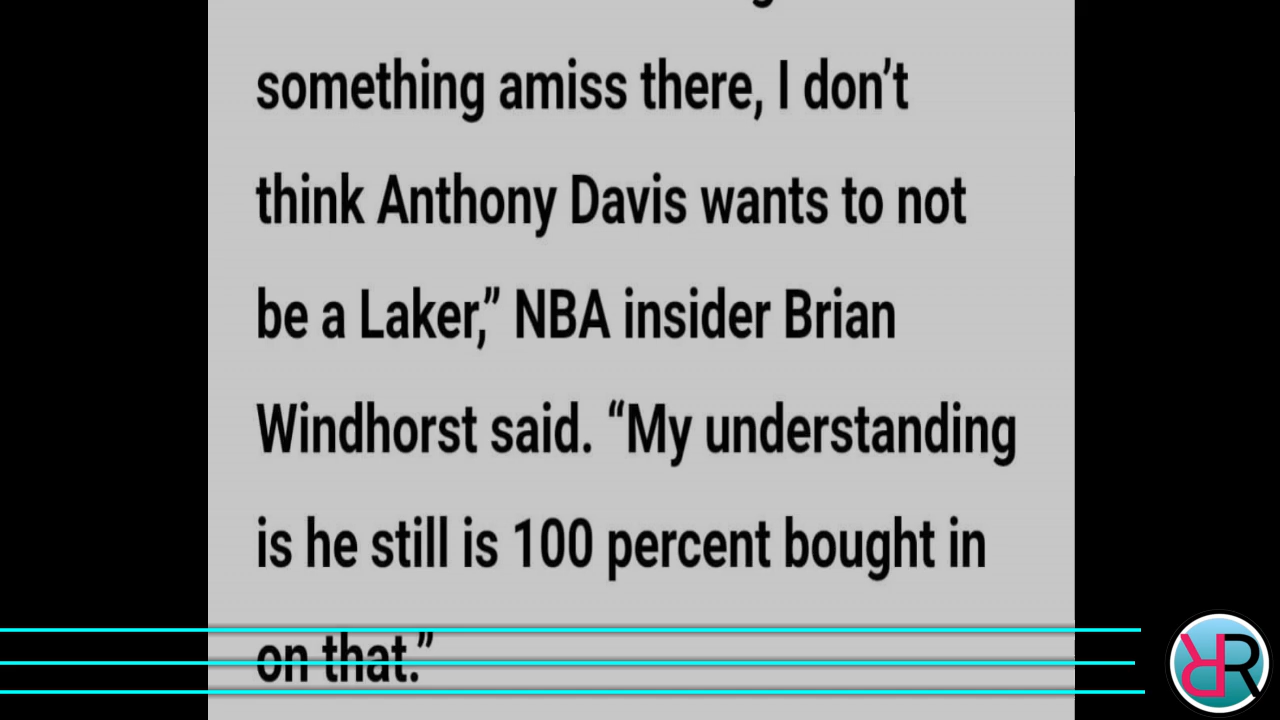 something amiss there, I don’t
think Anthony Davis wants to not
be a Laker,” NBA insider Brian
Windhorst said. “My understanding
is he still is 100 percent bought in
on that.”
RR